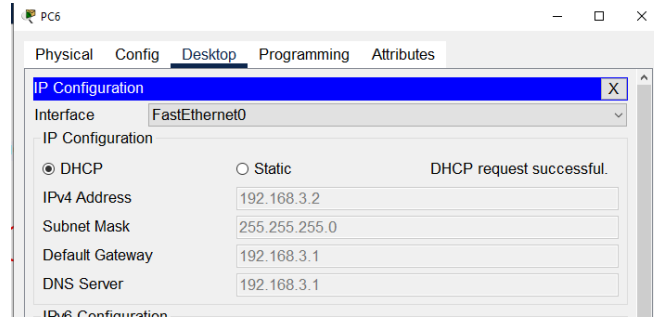 PC6
Physical Config Desktop Programming Attributes
IP Configuration X
Interface FastEthernet0
IP Configuration
DHCP Static DHCP request successful.
IPv4 Address 192.168.3.2
Subnet Mask 255.255.255.0
Default Gateway 192.168.3.1
DNS Server 192.168.3.1
IPv6 Configuration